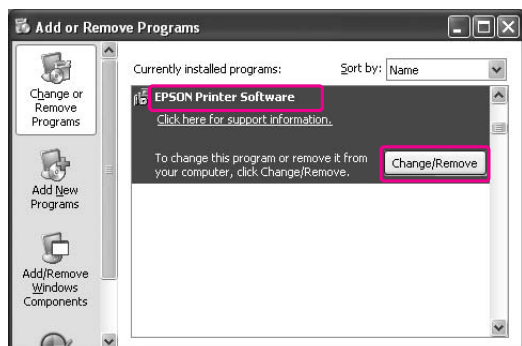 Add or Remove Programs
Change or
Remove
Programs
Add New
Programs
Add/Remove
Windows
Components
Currently installed programs:
Sort by: Name
EPSON Printer Software
Click here for support information.
To change this program or remove it from
your computer, click Change/Remove.
Change/Remove